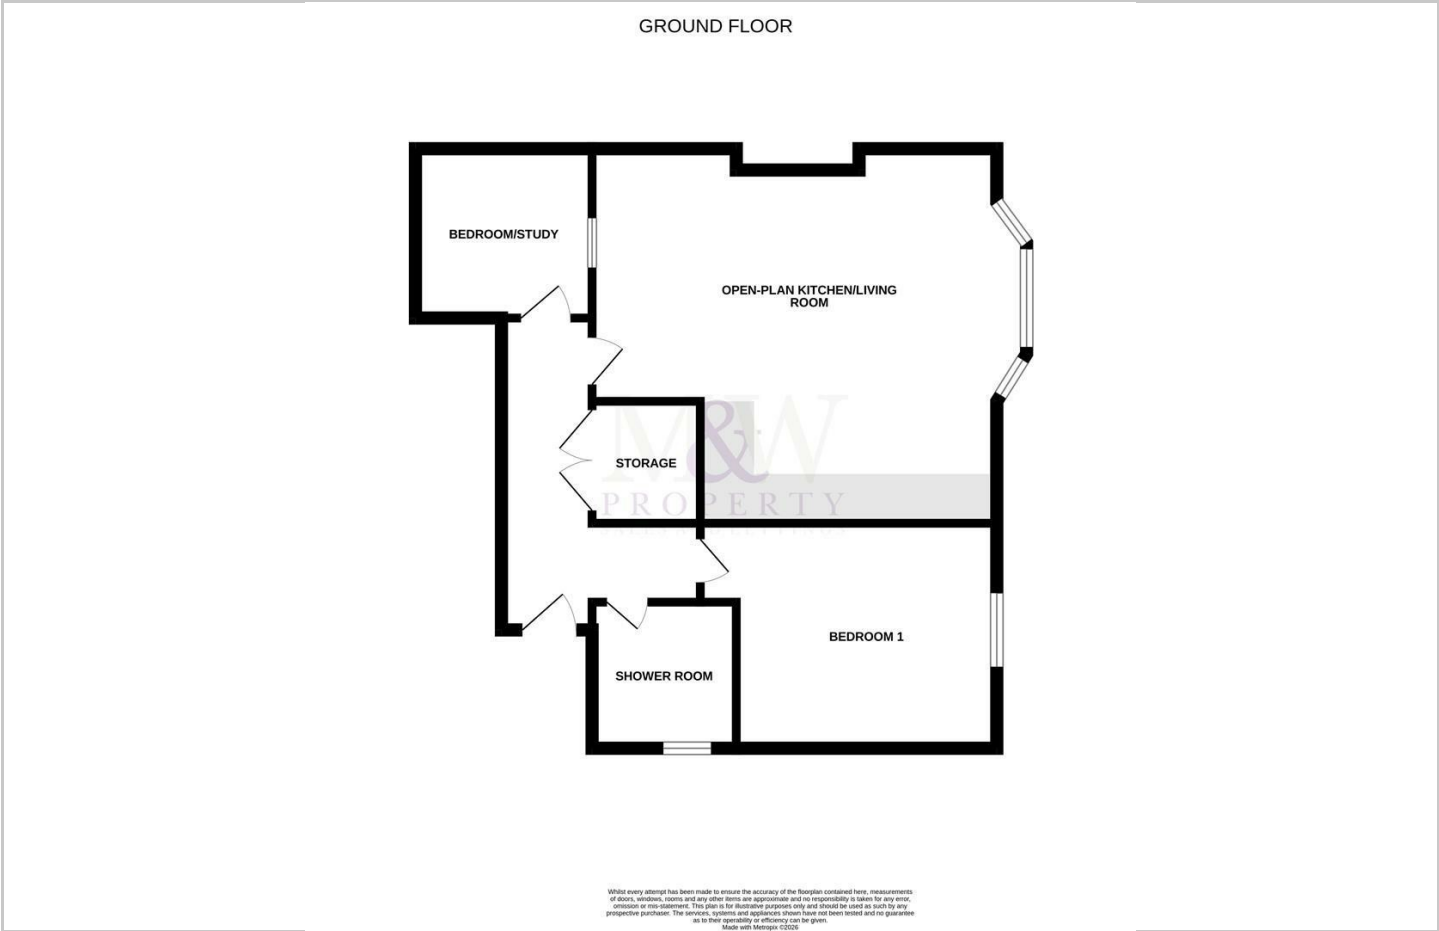 GROUND FLOOR
BEDROOM/STUDY
OPEN-PLAN KITCHEN/LIVING
ROOM
M&W
STORAGE
PROPERTY
BEDROOM 1
SHOWER ROOM
Whilst every attempt has been made to ensure the accuracy of the floorplan contained here, measurements
of doors, windows, rooms and any other items are approximate and no responsibility is taken for any error,
omission or mis-statement. This plan is for illustrative purposes only and should be used as such by any
prospective purchaser. The services, systems and appliances shown have not been tested and no guarantee
as to their operability or efficiency can be given.
Made with Metropix ©2026